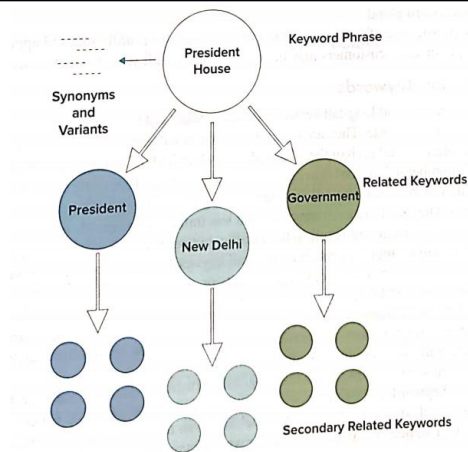 President
House
Keyword Phrase
Synonyms
and
Variants
President
New Delhi
Government
Related Keywords
Secondary Related Keywords